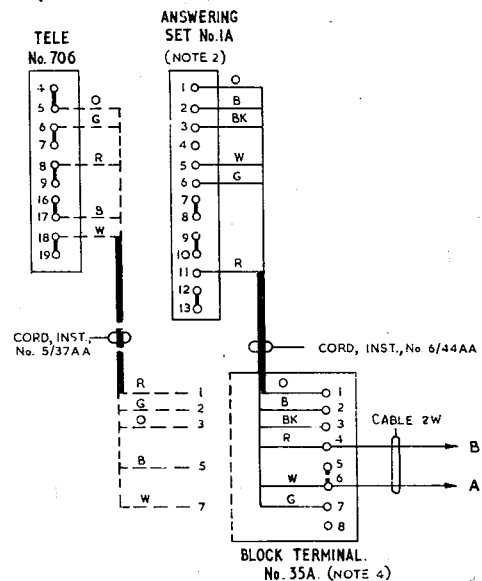 ANSWERING
SET No.1A
(NOTE 2)
TELE
No. 706
4
5 O
6 G
7
8 R
9
16
17 B
18 W
19
1 O
2 B
3 BK
4
5 W
6 G
7
8
9
10
11 R
12
13
CORD, INST.,
No. 5/37AA
CORD, INST., No. 6/44AA
R 1
G 2
O 3
B 5
W 7
O 1
B 2
BK 3
R 4
5
W 6
G 7
8
CABLE 2W
B
A
BLOCK TERMINAL.
No. 35A. (NOTE 4)